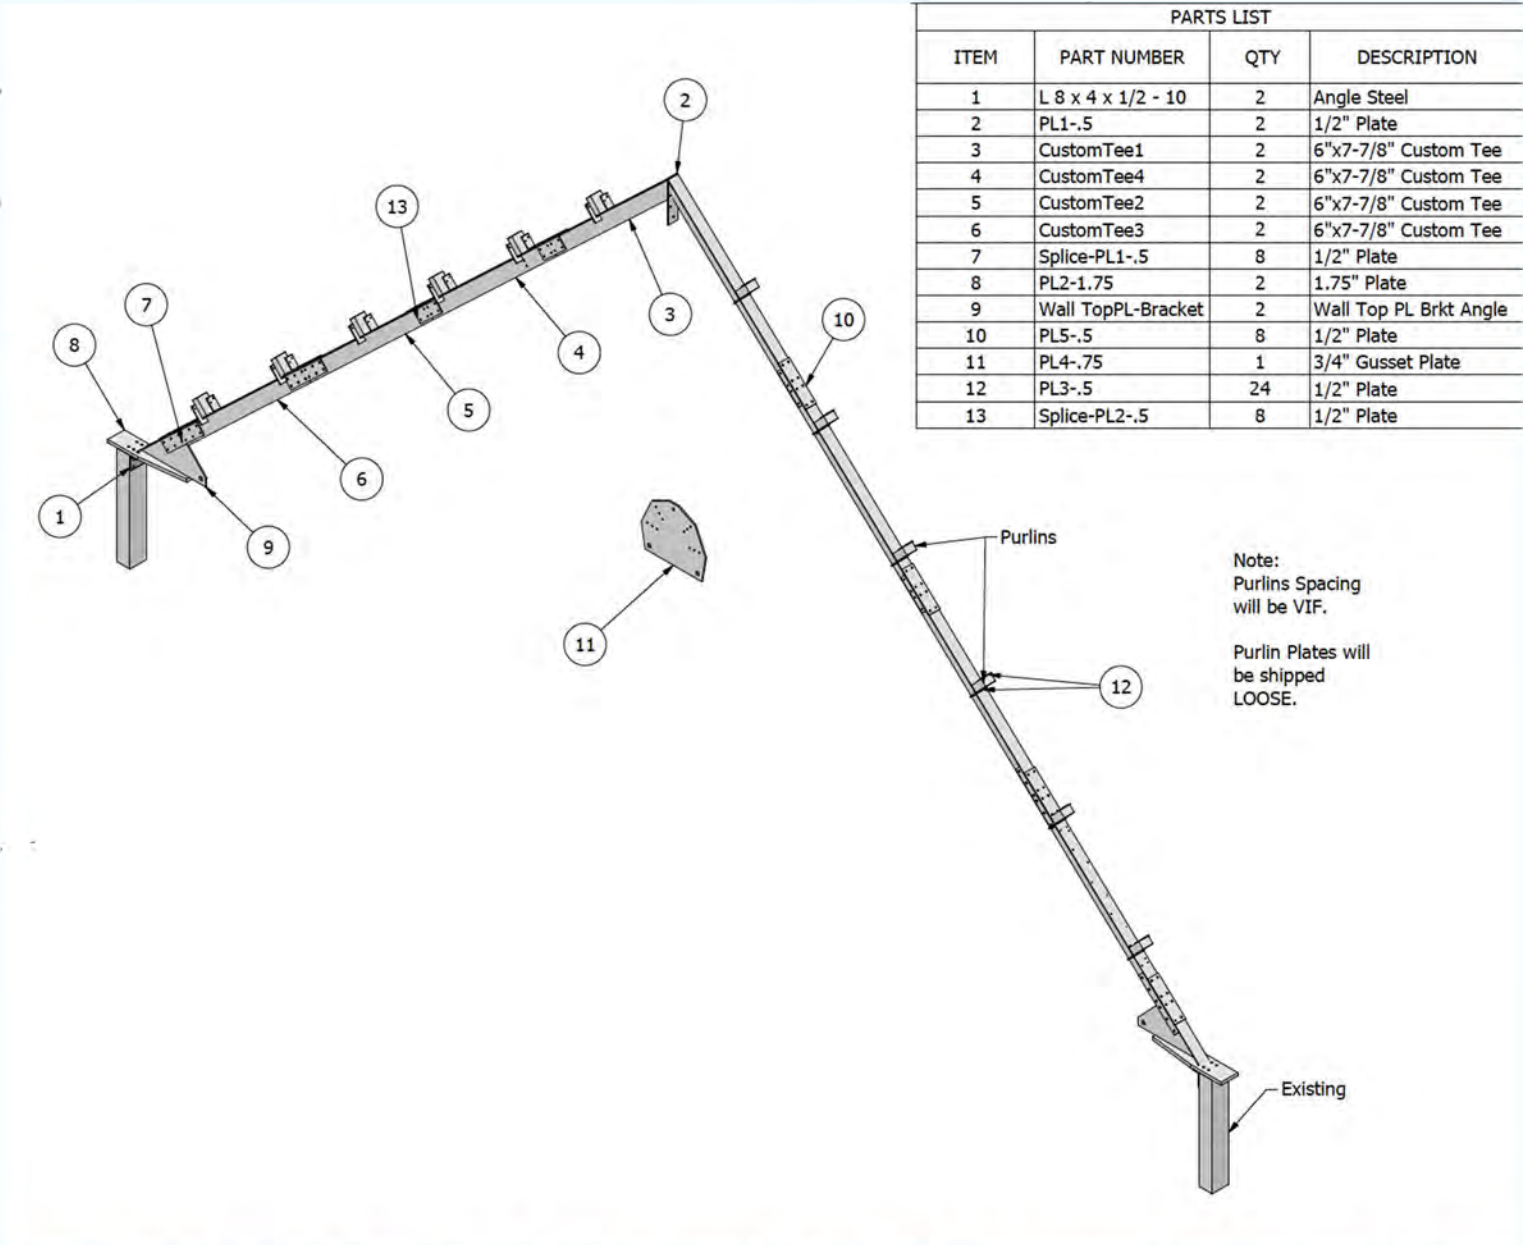 PARTS LIST
ITEM PART NUMBER QTY DESCRIPTION
1 L 8 x 4 x 1/2 - 10 2 Angle Steel
2 PL1-.5 2 1/2" Plate
3 CustomTee1 2 6"x7-7/8" Custom Tee
4 CustomTee4 2 6"x7-7/8" Custom Tee
5 CustomTee2 2 6"x7-7/8" Custom Tee
6 CustomTee3 2 6"x7-7/8" Custom Tee
7 Splice-PL1-.5 8 1/2" Plate
8 PL2-1.75 2 1.75" Plate
9 Wall TopPL-Bracket 2 Wall Top PL Brkt Angle
10 PL5-.5 8 1/2" Plate
11 PL4-.75 1 3/4" Gusset Plate
12 PL3-.5 24 1/2" Plate
13 Splice-PL2-.5 8 1/2" Plate
2
13
7
3
10
8
4
5
6
1
9
11
12
Purlins
Note:
Purlins Spacing
will be VIF.
Purlin Plates will
be shipped
LOOSE.
Existing